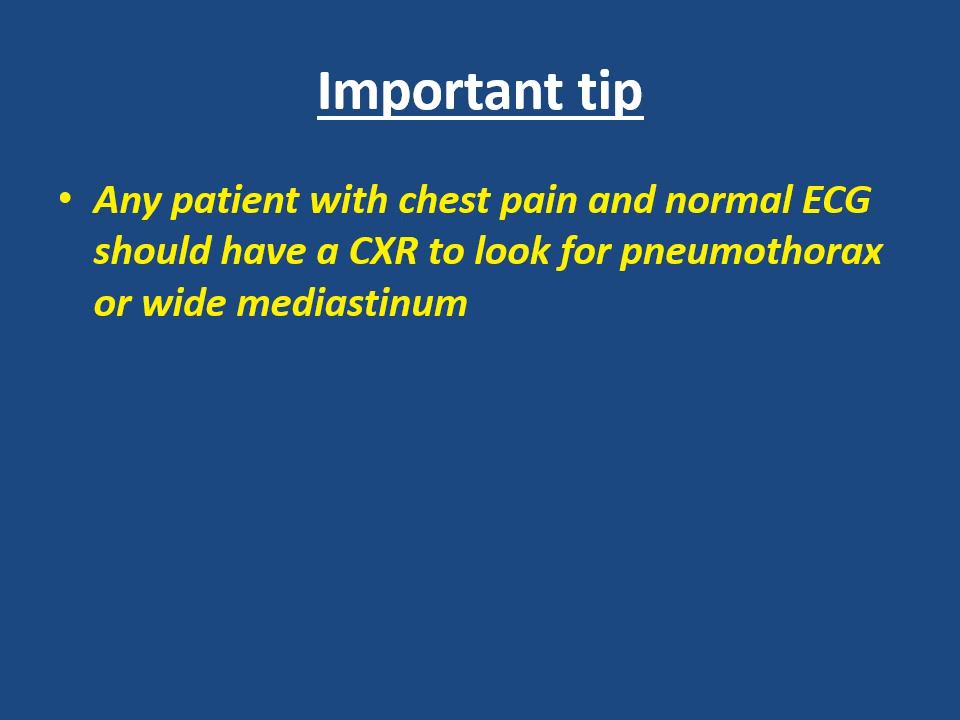 Important tip
• Any patient with chest pain and normal ECG
should have a CXR to look for pneumothorax
or wide mediastinum